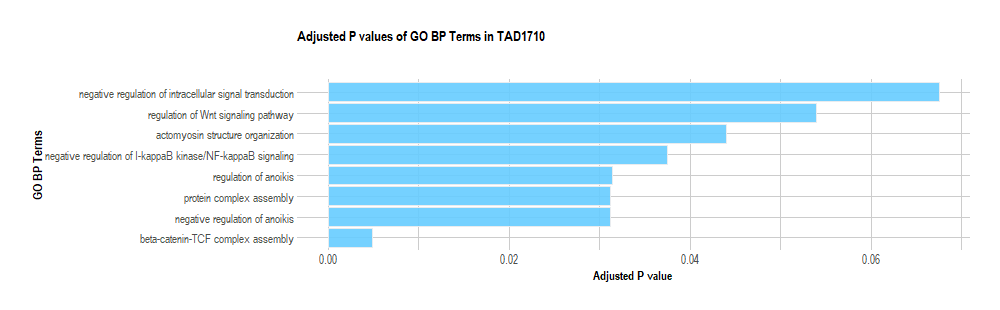 Adjusted P values of GO BP Terms in TAD1710
GO BP Terms
negative regulation of intracellular signal transduction
regulation of Wnt signaling pathway
actomyosin structure organization
negative regulation of I-kappaB kinase/NF-kappaB signaling
regulation of anoikis
protein complex assembly
negative regulation of anoikis
beta-catenin-TCF complex assembly
0.00 0.02 0.04 0.06
Adjusted P value